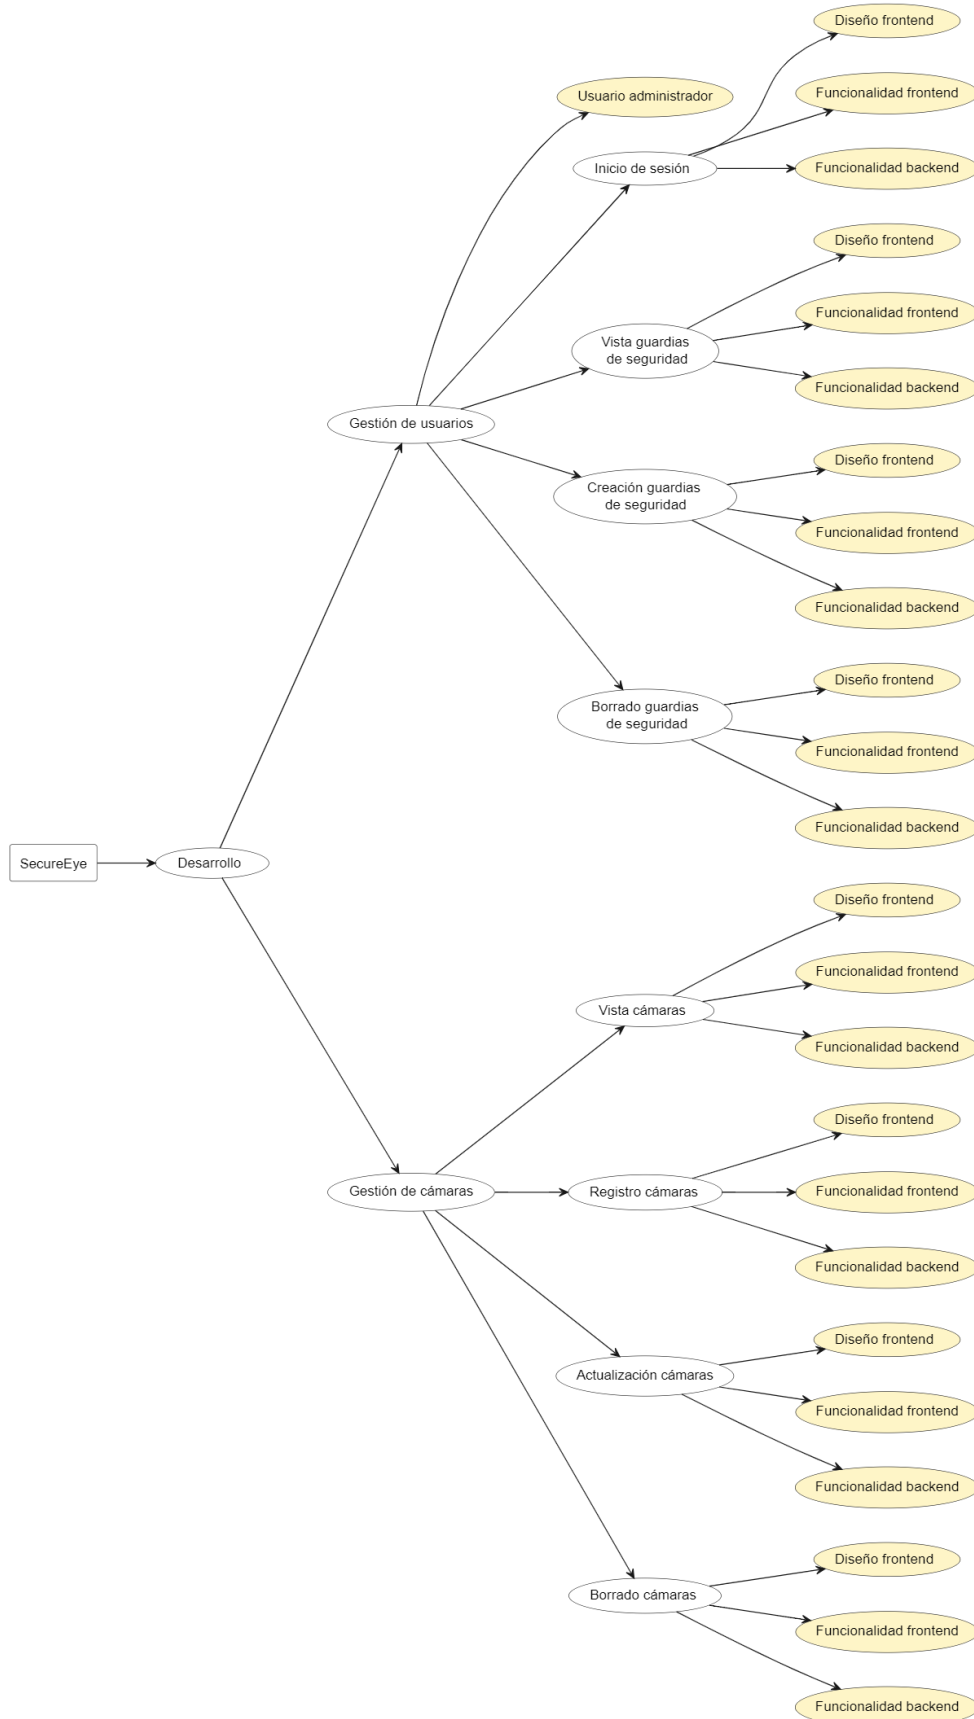 Diseño frontend
Funcionalidad frontend
Usuario administrador
Inicio de sesión
Funcionalidad backend
Diseño frontend
Funcionalidad frontend
Vista guardias
de seguridad
Funcionalidad backend
Gestión de usuarios
Diseño frontend
Creación guardias
de seguridad
Funcionalidad frontend
Funcionalidad backend
Diseño frontend
Borrado guardias
de seguridad
Funcionalidad frontend
Funcionalidad backend
SecureEye
Desarrollo
Diseño frontend
Funcionalidad frontend
Vista cámaras
Funcionalidad backend
Diseño frontend
Gestión de cámaras
Registro cámaras
Funcionalidad frontend
Funcionalidad backend
Diseño frontend
Actualización cámaras
Funcionalidad frontend
Funcionalidad backend
Diseño frontend
Borrado cámaras
Funcionalidad frontend
Funcionalidad backend